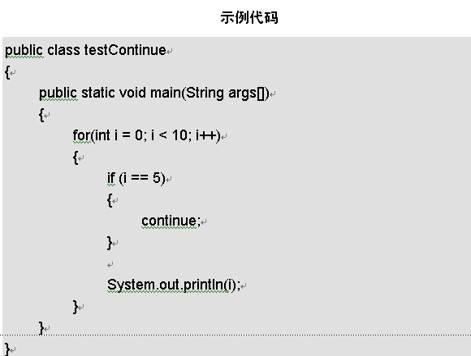 示例代码
public class testContinue
{
public static void main(String args[])
{
for(int i = 0; i < 10; i++)
{
if (i == 5)
{
continue;
}
System.out.println(i);
}
}
}